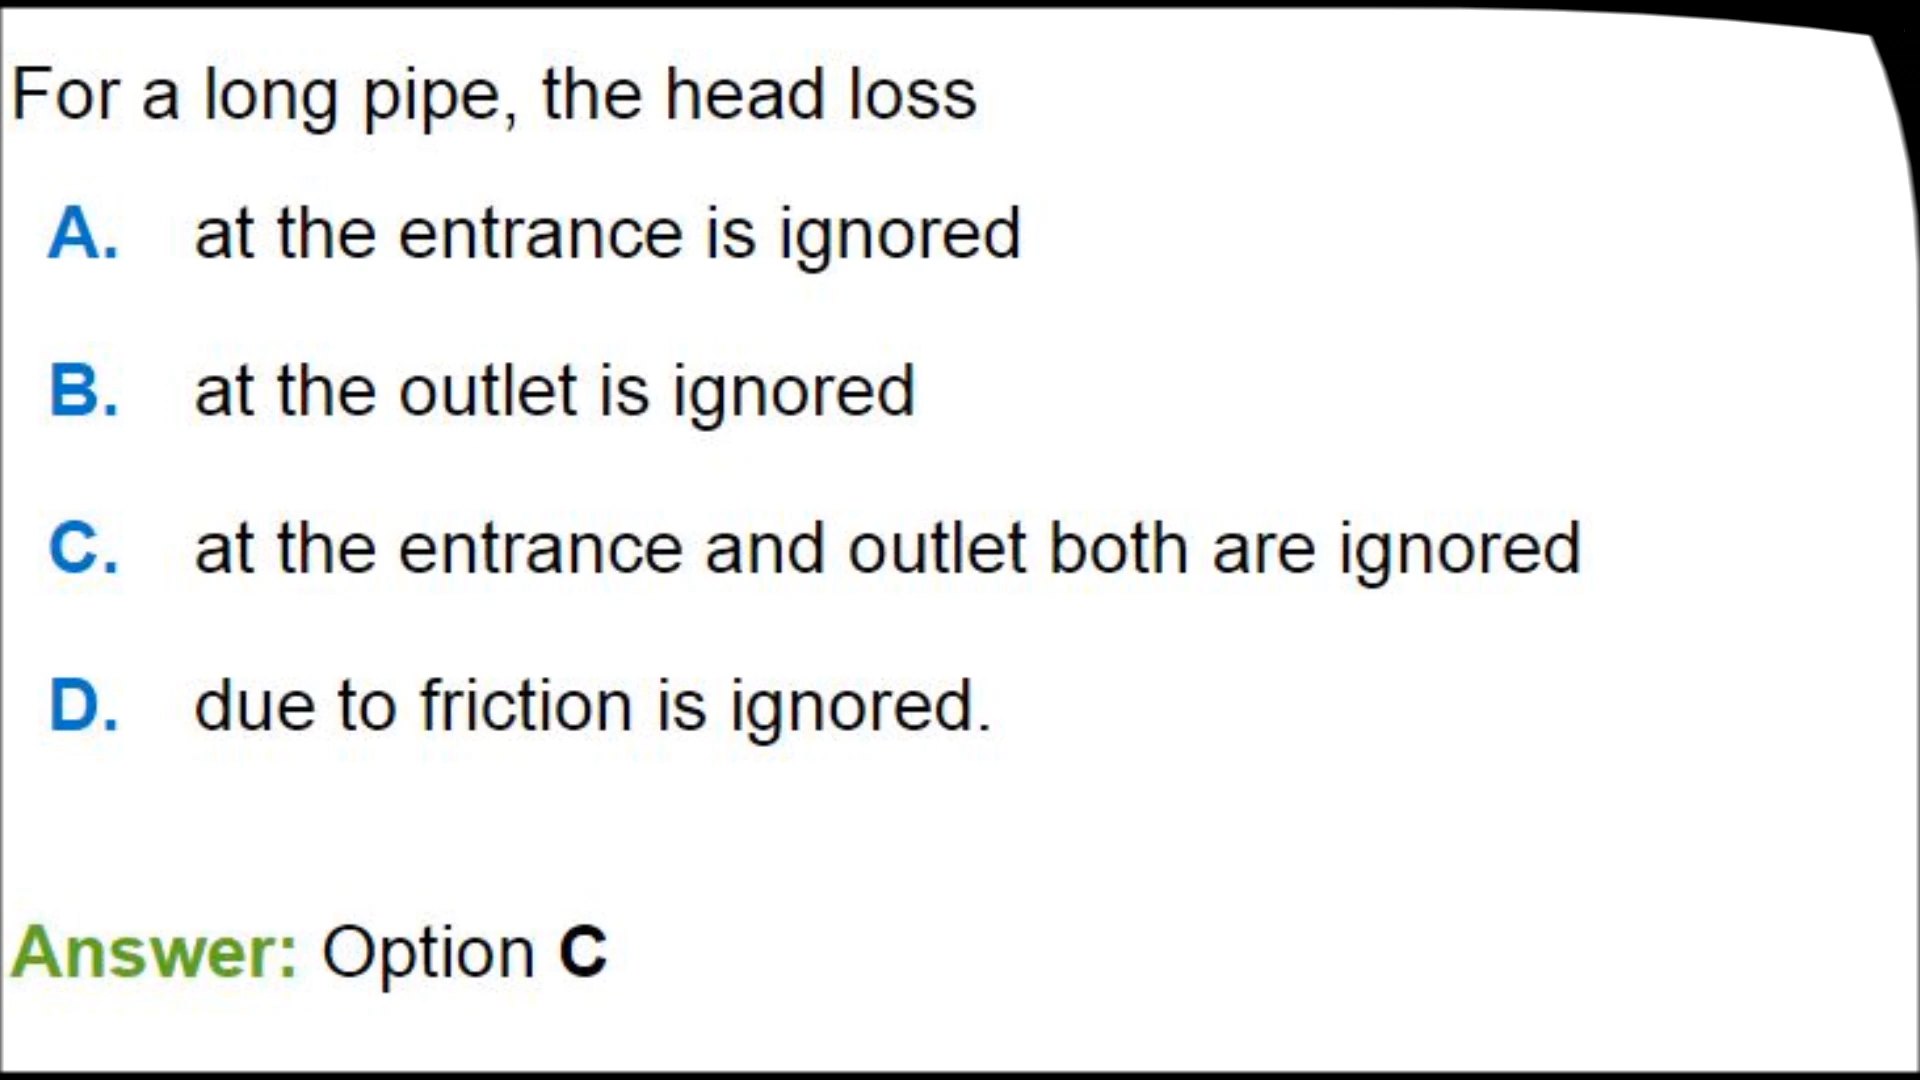 For a long pipe, the head loss
A. at the entrance is ignored
B. at the outlet is ignored
C. at the entrance and outlet both are ignored
D. due to friction is ignored.
Answer: Option C